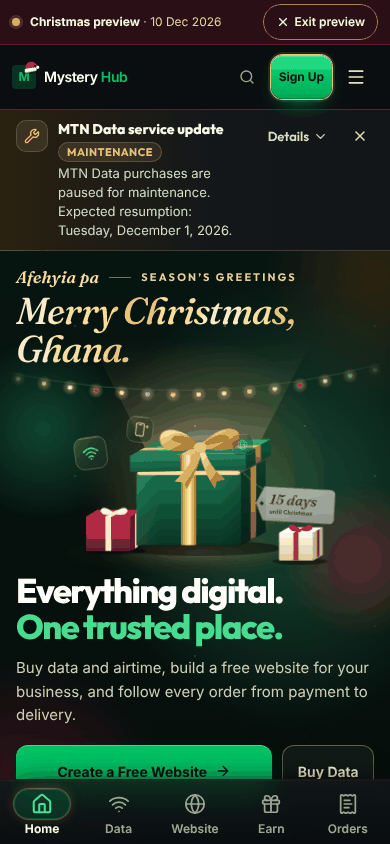 Christmas preview · 10 Dec 2026
Exit preview
M
Mystery Hub
Sign Up
MTN Data service update
Details
MAINTENANCE
MTN Data purchases are
paused for maintenance.
Expected resumption:
Tuesday, December 1, 2026.
Afehyia pa
SEASON'S GREETINGS
Merry Christmas,
Ghana.
15 days
until Christmas
Everything digital.
One trusted place.
Buy data and airtime, build a free website for your
business, and follow every order from payment to
delivery.
Create a Free Website
Buy Data
Home
Data
Website
Earn
Orders